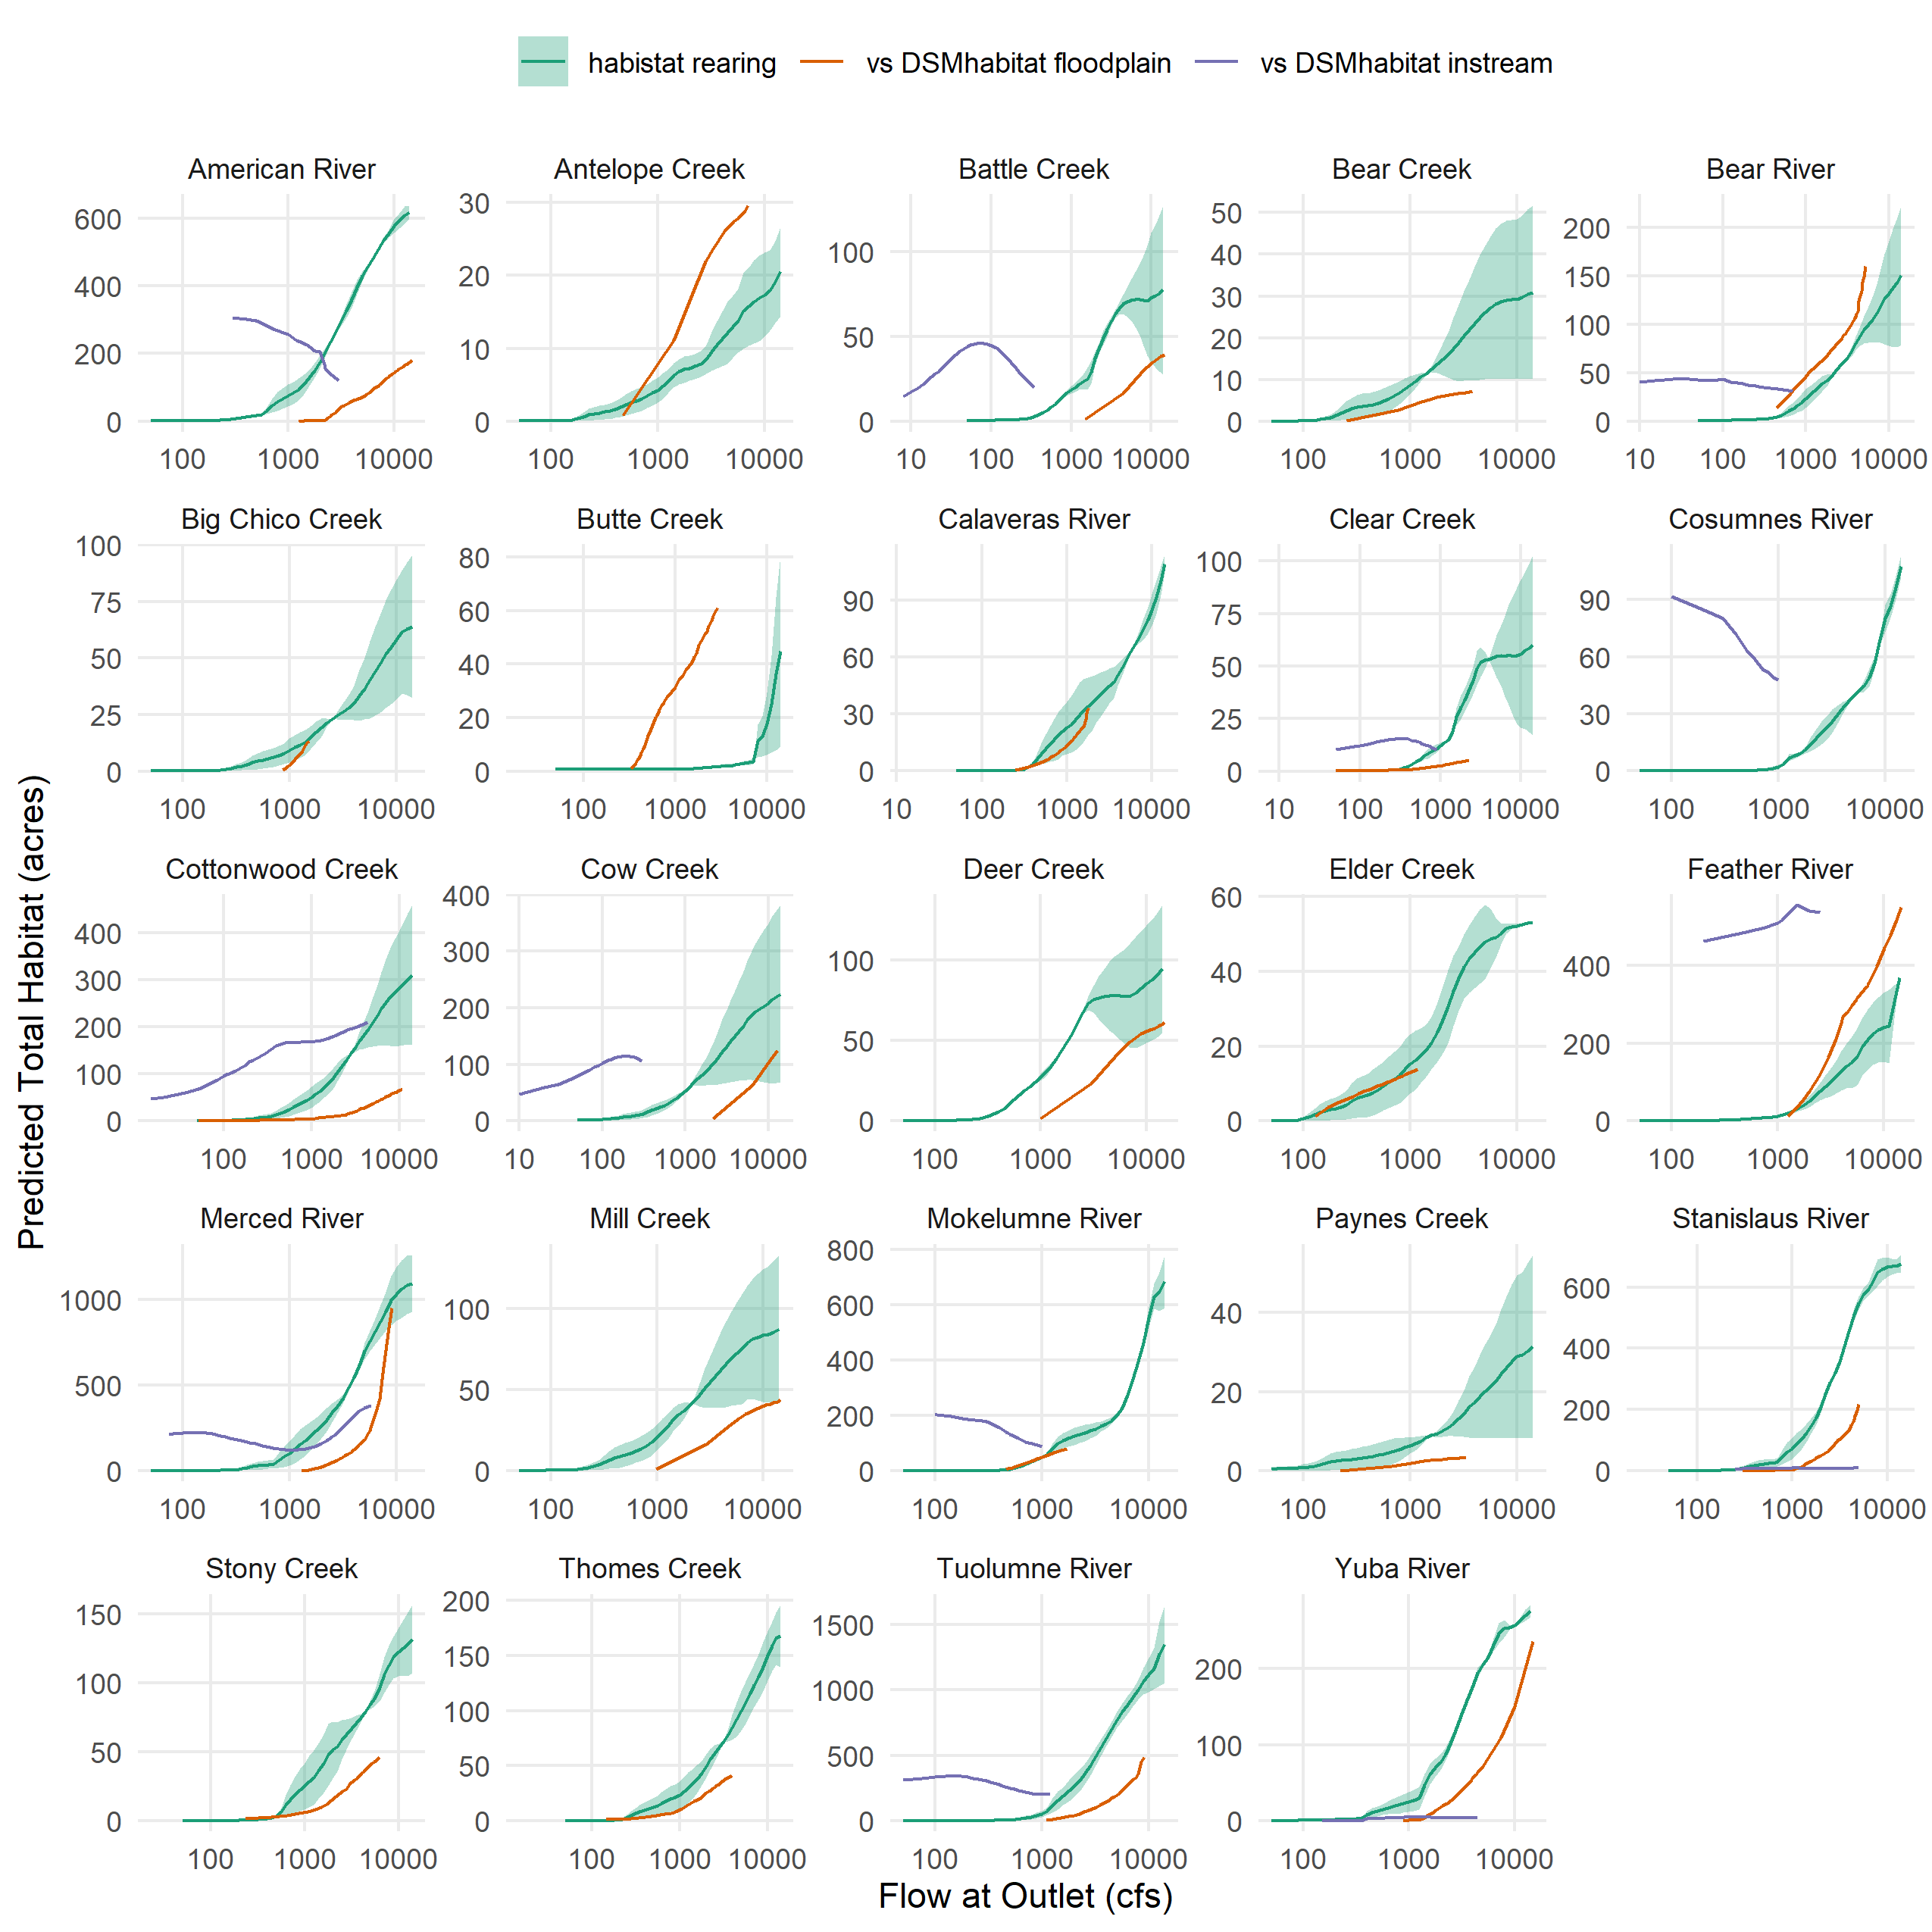 habistat rearing vs DSMhabitat floodplain vs DSMhabitat instream
Predicted Total Habitat (acres)
American River Antelope Creek Battle Creek Bear Creek Bear River
600 400 200 0
30 20 10 0
100 50 0
50 40 30 20 10 0
200 150 100 50 0
100 1000 10000 100 1000 10000 10 100 1000 10000 100 1000 10000 10 100 1000 10000
Big Chico Creek Butte Creek Calaveras River Clear Creek Cosumnes River
100 75 50 25 0
80 60 40 20 0
90 60 30 0
100 75 50 25 0
90 60 30 0
100 1000 10000 100 1000 10000 10 100 1000 10000 10 100 1000 10000 100 1000 10000
Cottonwood Creek Cow Creek Deer Creek Elder Creek Feather River
400 300 200 100 0
400 300 200 100 0
100 50 0
60 40 20 0
400 200 0
100 1000 10000 10 100 1000 10000 100 1000 10000 100 1000 10000 100 1000 10000
Merced River Mill Creek Mokelumne River Paynes Creek Stanislaus River
1000 500 0
100 50 0
800 600 400 200 0
40 20 0
600 400 200 0
100 1000 10000 100 1000 10000 100 1000 10000 100 1000 10000 100 1000 10000
Stony Creek Thomes Creek Tuolumne River Yuba River
150 100 50 0
200 150 100 50 0
1500 1000 500 0
200 100 0
100 1000 10000 100 1000 10000 100 1000 10000 100 1000 10000
Flow at Outlet (cfs)